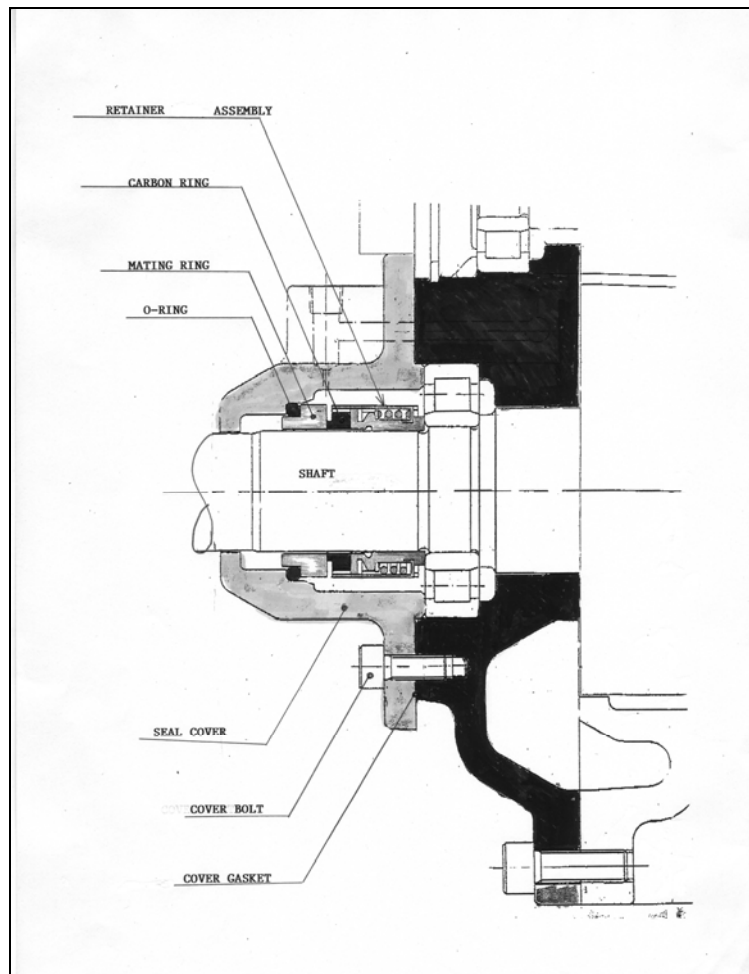 RETAINER ASSEMBLY
CARBON RING
MATING RING
O-RING
SHAFT
SEAL COVER
COVER BOLT
COVER GASKET